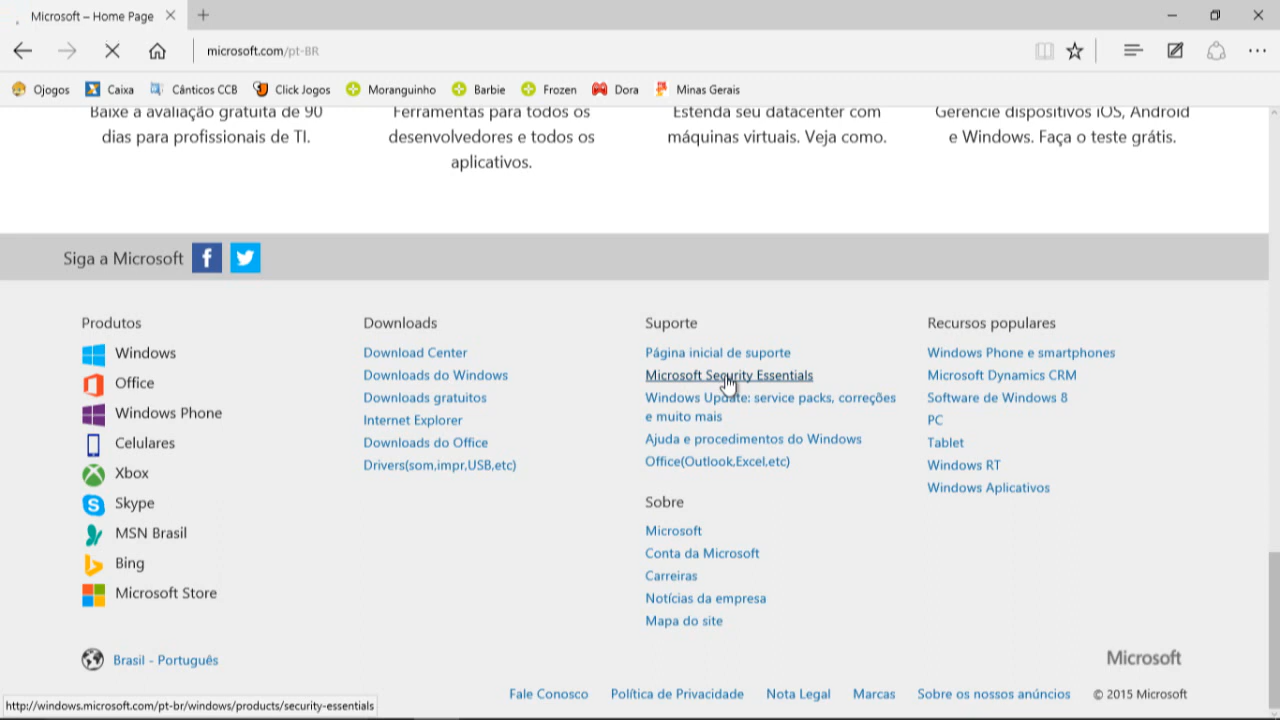 Microsoft – Home Page
microsoft.com/pt-BR
Ojogos Caixa Cânticos CCB Click Jogos Moranguinho Barbie Frozen Dora Minas Gerais
Baixe a avaliação gratuita de 90
dias para profissionais de TI.
Ferramentas para todos os
desenvolvedores e todos os
aplicativos.
Estenda seu datacenter com
máquinas virtuais. Veja como.
Gerencie dispositivos iOS, Android
e Windows. Faça o teste grátis.
Siga a Microsoft
Produtos
Windows
Office
Windows Phone
Celulares
Xbox
Skype
MSN Brasil
Bing
Microsoft Store
Downloads
Download Center
Downloads do Windows
Downloads gratuitos
Internet Explorer
Downloads do Office
Drivers(som,impr,USB,etc)
Suporte
Página inicial de suporte
Microsoft Security Essentials
Windows Update: service packs, correções
e muito mais
Ajuda e procedimentos do Windows
Office(Outlook,Excel,etc)
Sobre
Microsoft
Conta da Microsoft
Carreiras
Notícias da empresa
Mapa do site
Recursos populares
Windows Phone e smartphones
Microsoft Dynamics CRM
Software de Windows 8
PC
Tablet
Windows RT
Windows Aplicativos
Brasil - Português
Microsoft
Fale Conosco Política de Privacidade Nota Legal Marcas Sobre os nossos anúncios © 2015 Microsoft
http://windows.microsoft.com/pt-br/windows/products/security-essentials